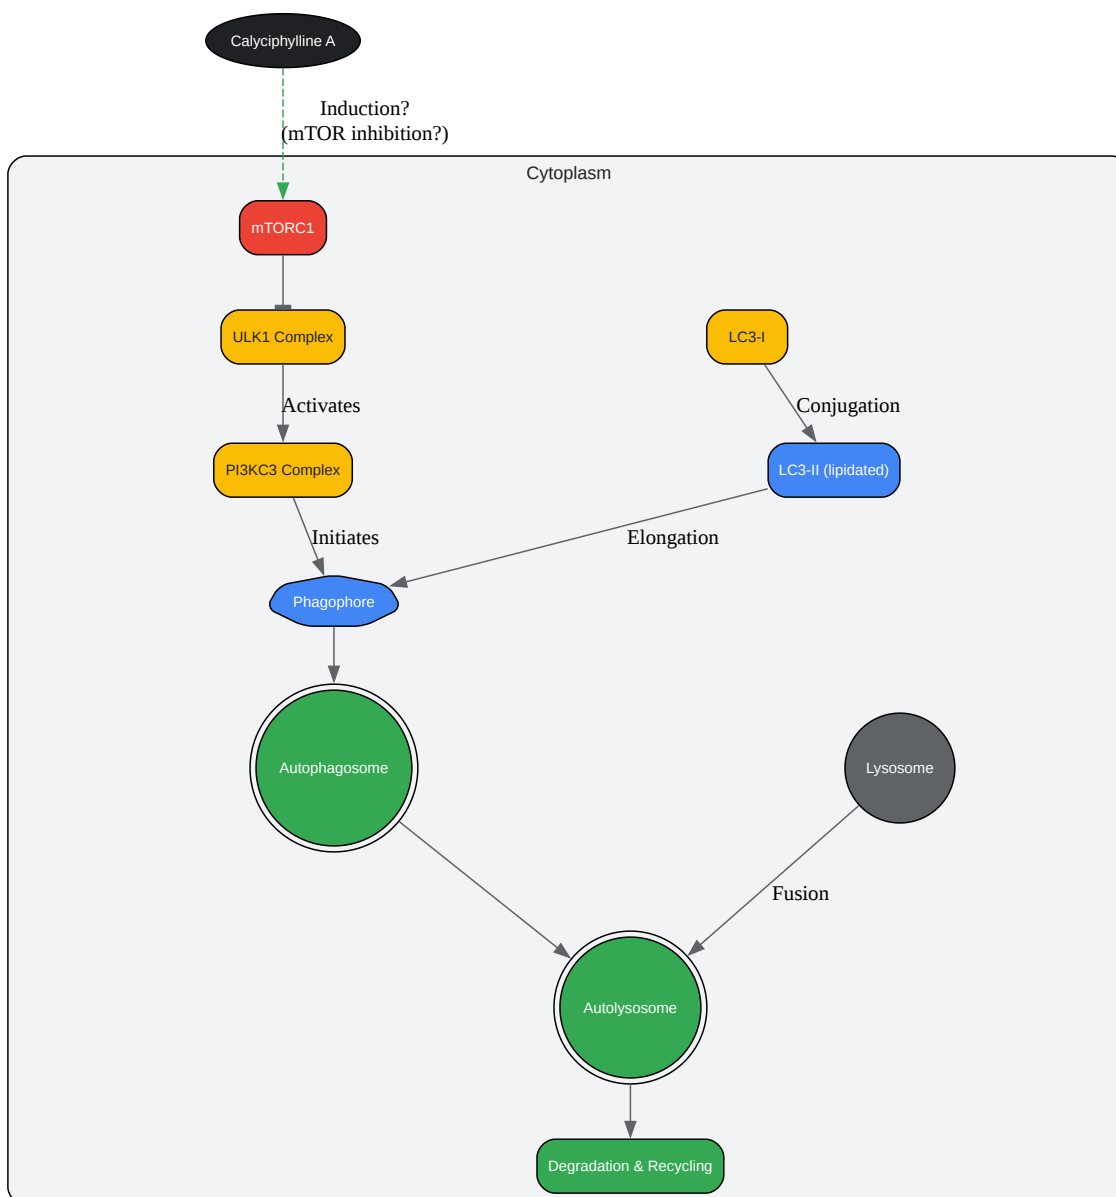 Calyciphylline A
Induction?
(mTOR inhibition?)
Cytoplasm
mTORC1
ULK1 Complex
LC3-I
Activates
Conjugation
PI3KC3 Complex
LC3-II (lipidated)
Initiates
Elongation
Phagophore
Autophagosome
Lysosome
Fusion
Autolysosome
Degradation & Recycling